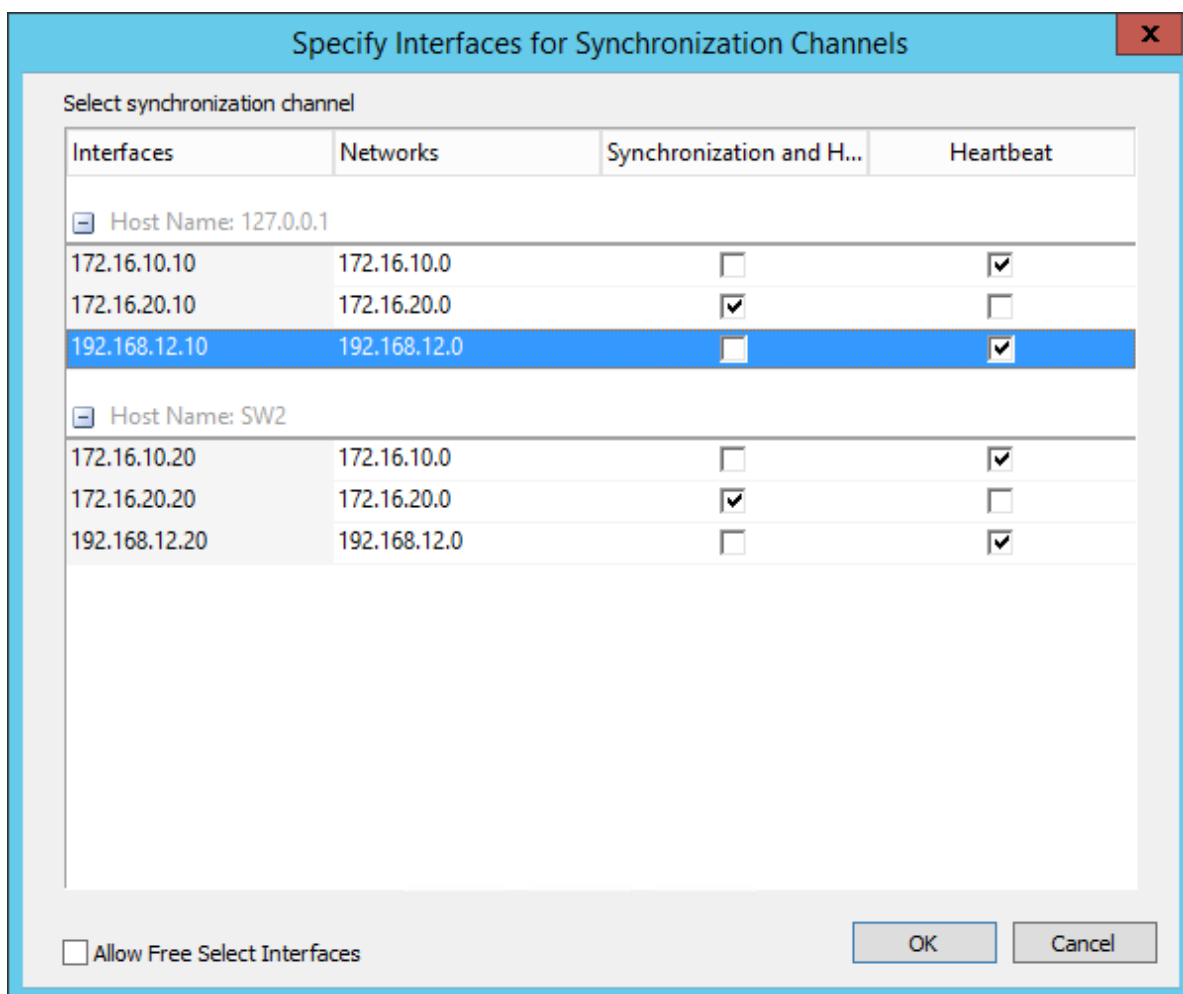 Specify Interfaces for Synchronization Channels
x
Select synchronization channel
Interfaces Networks Synchronization and H... Heartbeat
Host Name: 127.0.0.1
172.16.10.10 172.16.10.0
172.16.20.10 172.16.20.0
192.168.12.10 192.168.12.0
Host Name: SW2
172.16.10.20 172.16.10.0
172.16.20.20 172.16.20.0
192.168.12.20 192.168.12.0
Allow Free Select Interfaces OK Cancel